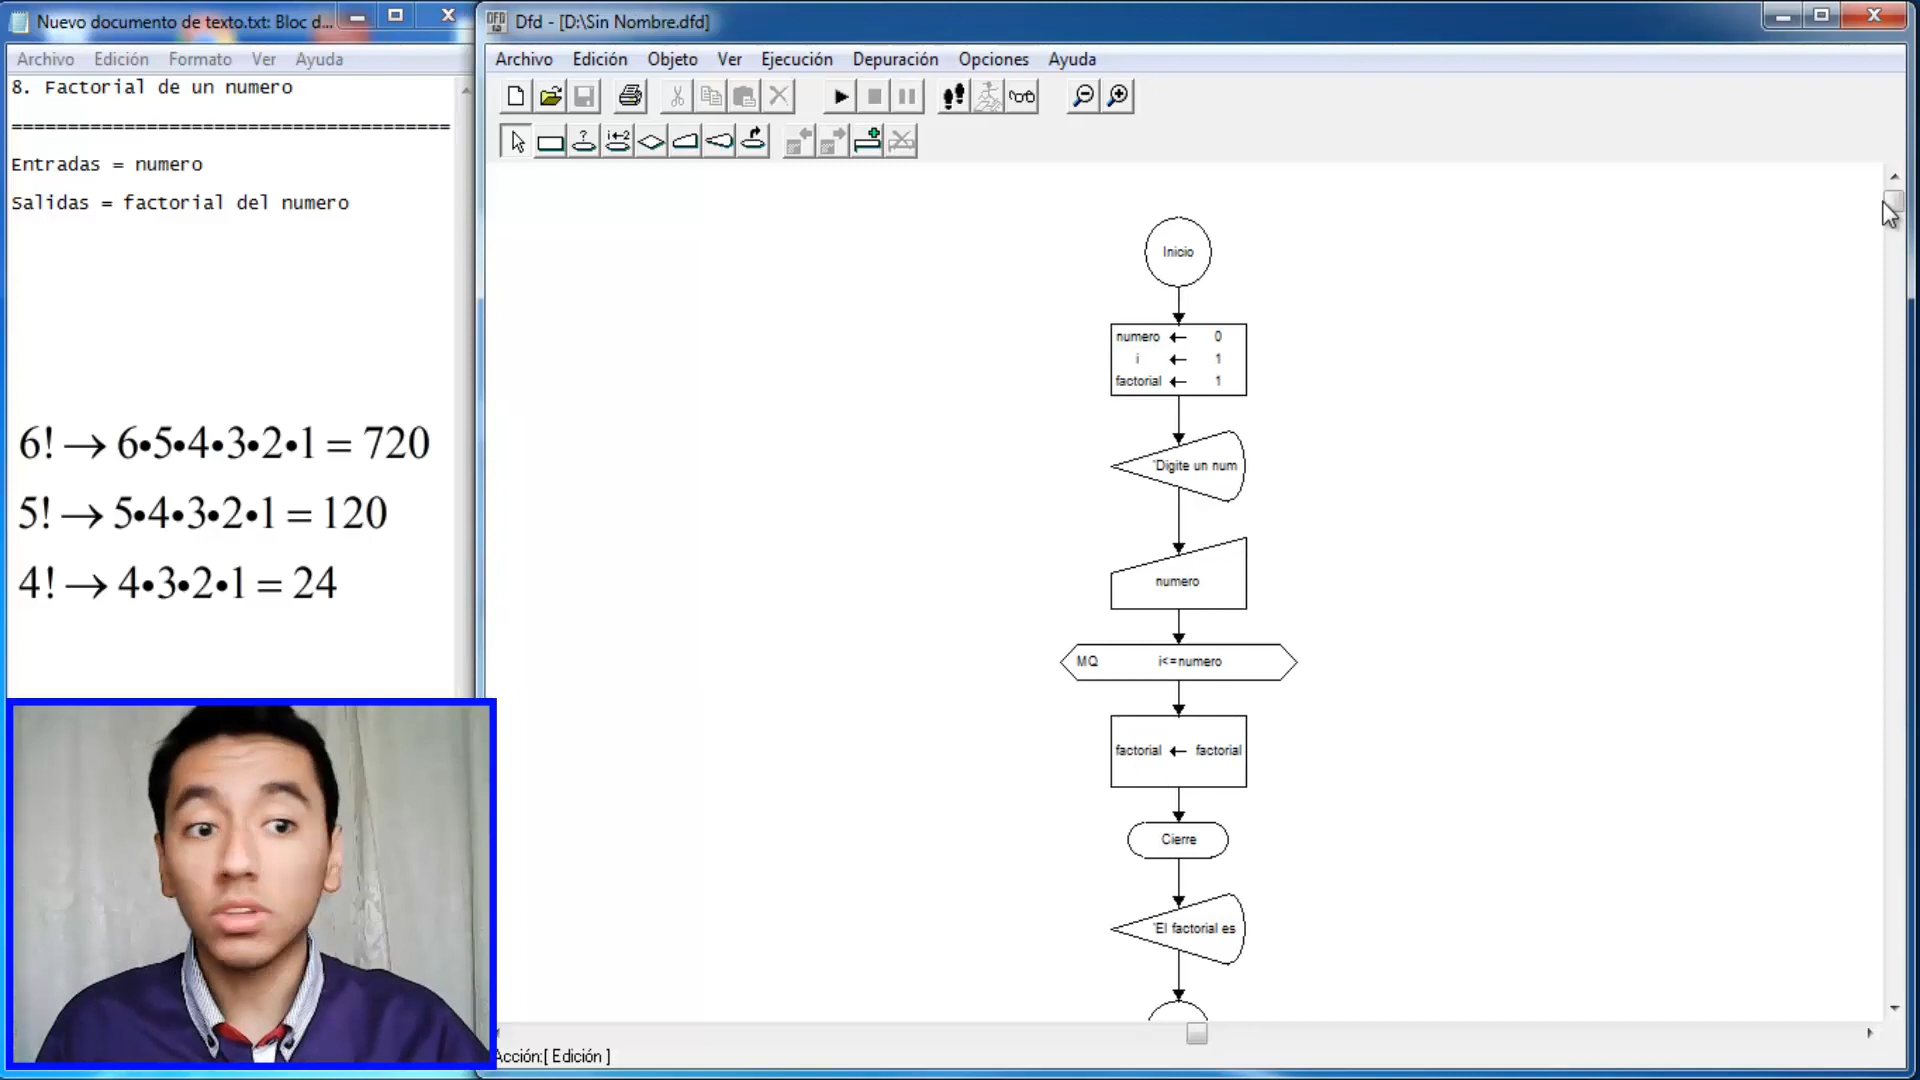 Nuevo documento de texto.txt: Bloc d...
Archivo Edición Formato Ver Ayuda
8. Factorial de un numero
=======================================
Entradas = numero
Salidas = factorial del numero
6! → 6•5•4•3•2•1 = 720
5! → 5•4•3•2•1 = 120
4! → 4•3•2•1 = 24
Dfd - [D:\Sin Nombre.dfd]
Archivo Edición Objeto Ver Ejecución Depuración Opciones Ayuda
Inicio
numero ← 0
i ← 1
factorial ← 1
'Digite un num
numero
MQ i<=numero
factorial ← factorial
Cierre
'El factorial es
Acción:[ Edición ]